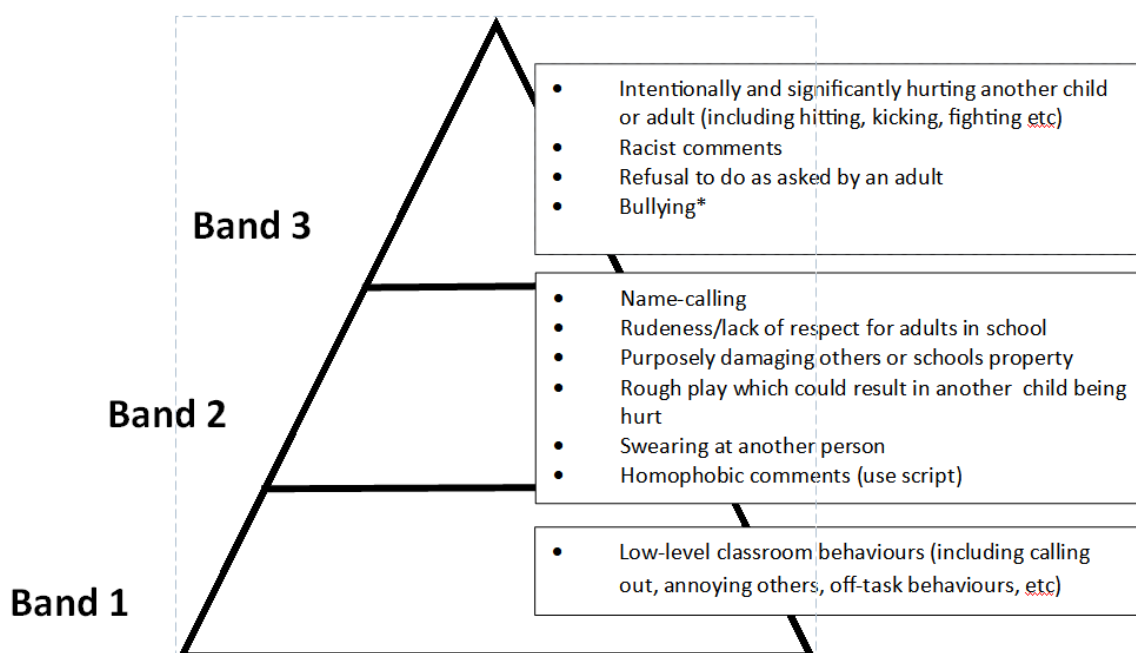 Band 3
• Intentionally and significantly hurting another child
or adult (including hitting, kicking, fighting etc)
• Racist comments
• Refusal to do as asked by an adult
• Bullying*
Band 2
• Name-calling
• Rudeness/lack of respect for adults in school
• Purposely damaging others or schools property
• Rough play which could result in another  child being
hurt
• Swearing at another person
• Homophobic comments (use script)
Band 1
• Low-level classroom behaviours (including calling
out, annoying others, off-task behaviours, etc)